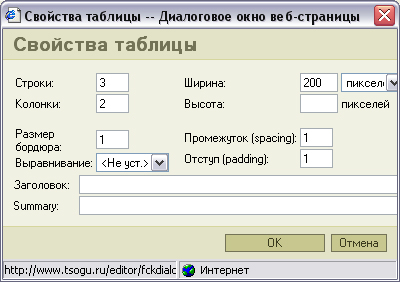 Свойства таблицы -- Диалоговое окно веб-страницы
Свойства таблицы
Строки: 3 Ширина: 200 пикселе
Колонки: 2 Высота: пикселей
Размер бордюра: 1 Промежуток (spacing): 1
Выравнивание: <Не уст.> Отступ (padding): 1
Заголовок:
Summary:
OK Отмена
http://www.tsogu.ru/editor/fckdialc Интернет